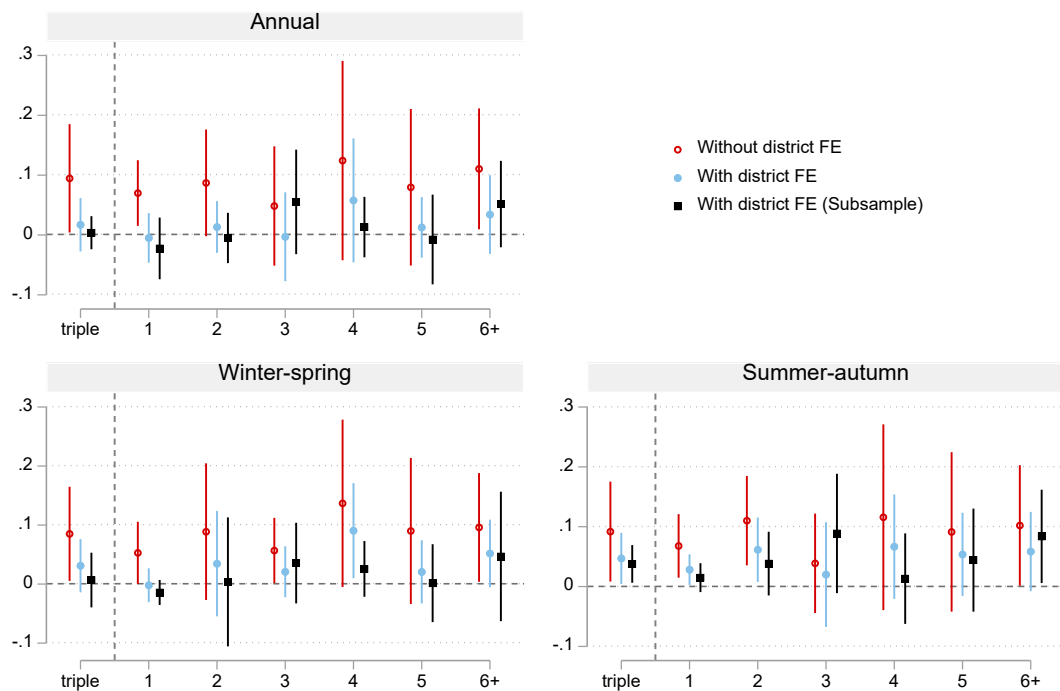 Annual
.3
.2
.1
0
-.1
triple 1 2 3 4 5 6+
Without district FE
With district FE
With district FE (Subsample)
Winter-spring
.3
.2
.1
0
-.1
triple 1 2 3 4 5 6+
Summer-autumn
.3
.2
.1
0
-.1
triple 1 2 3 4 5 6+